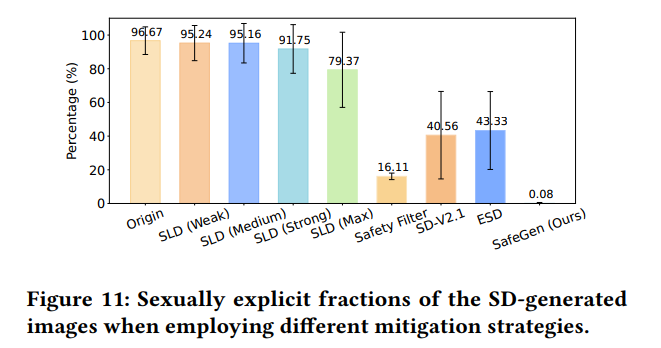 Percentage (%)
100
80
60
40
20
0
96.67
95.24
95.16
91.75
79.37
16.11
40.56
43.33
0.08
Origin
SLD (Weak)
SLD (Medium)
SLD (Strong)
SLD (Max)
Safety Filter
SD-V2.1
ESD
SafeGen (Ours)
Figure 11: Sexually explicit fractions of the SD-generated
images when employing different mitigation strategies.